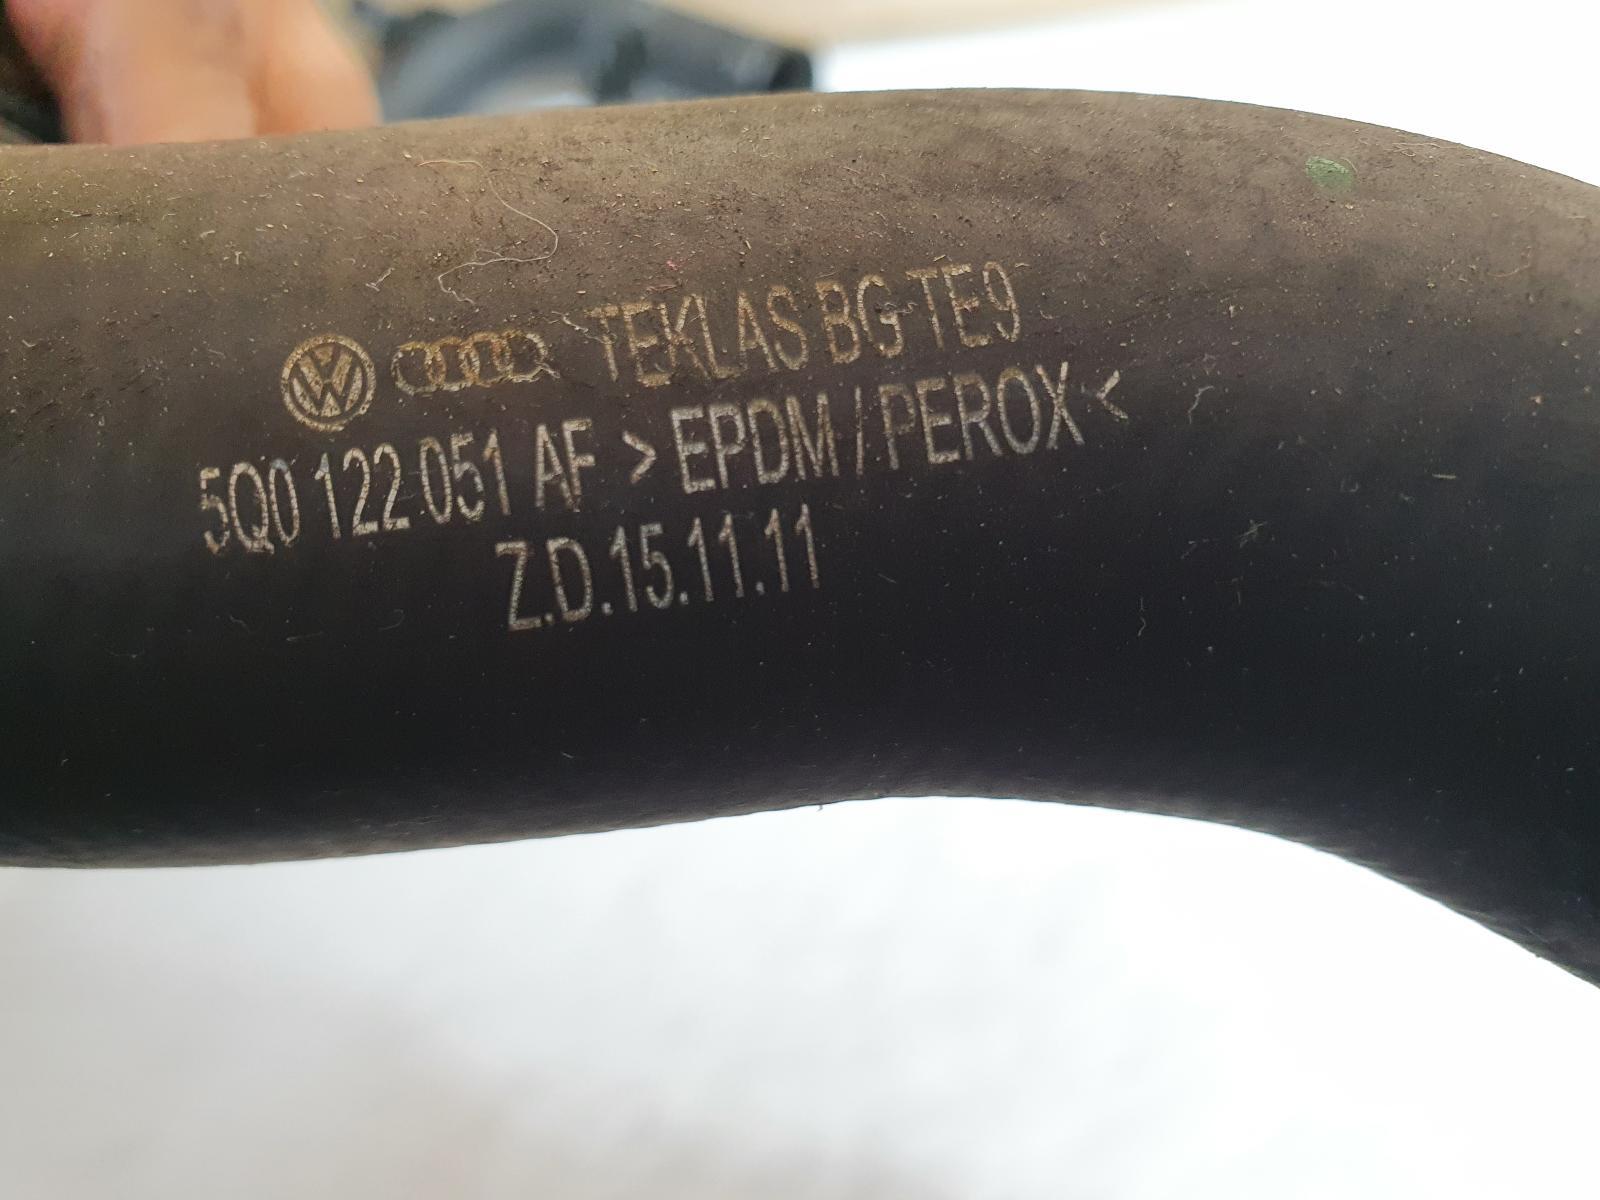 TEKLAS BG TE9
5Q0 122 051 AF >EPDM / PEROX<
Z.D.15.11.11